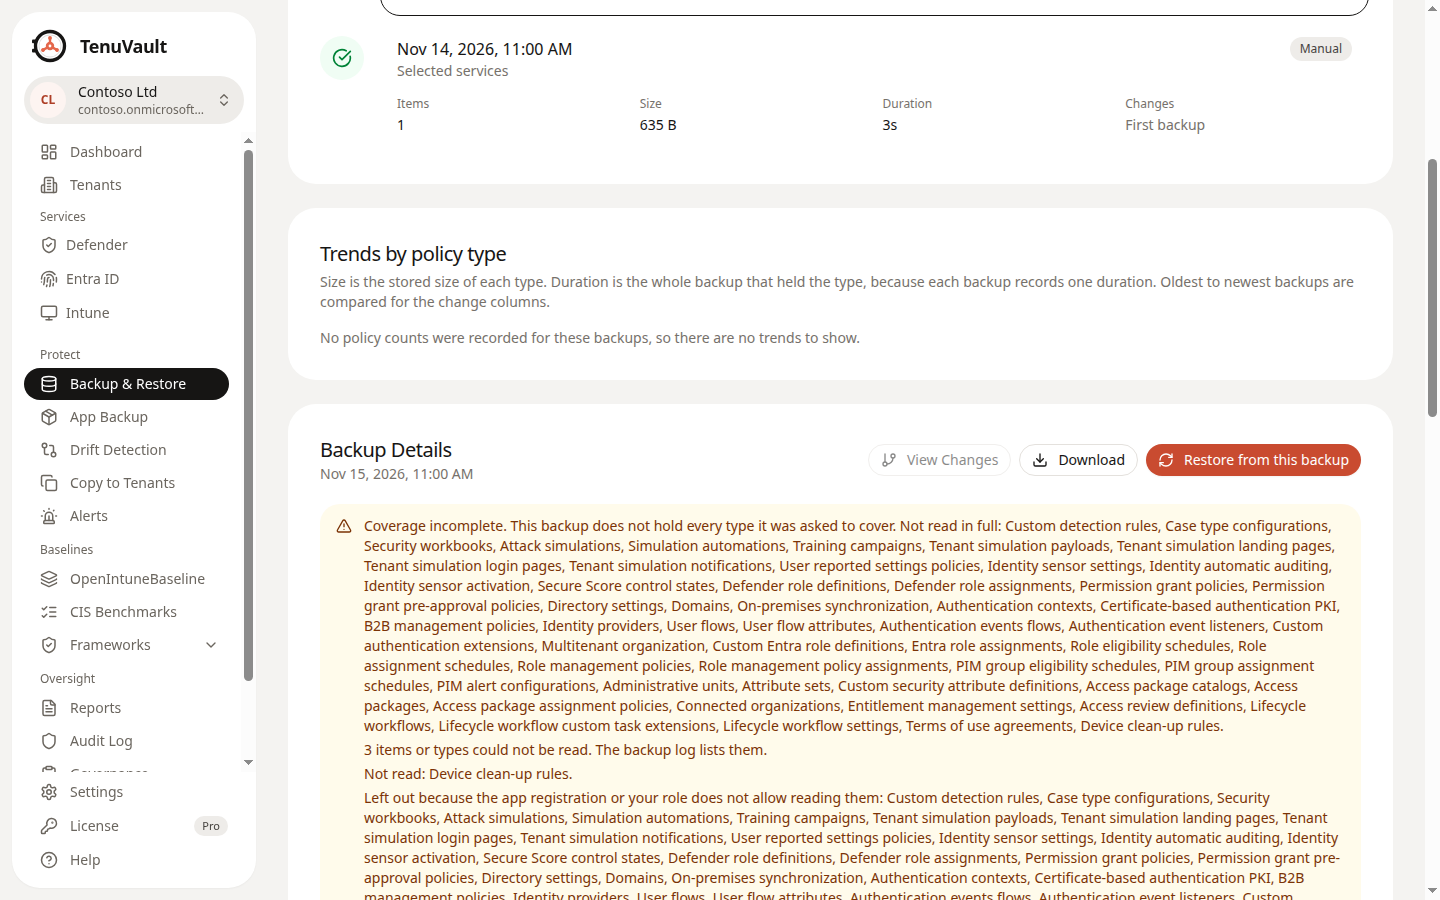 TenuVault
CL
Contoso Ltd
contoso.onmicrosoft...
Dashboard
Tenants
Services
Defender
Entra ID
Intune
Protect
Backup & Restore
App Backup
Drift Detection
Copy to Tenants
Alerts
Baselines
OpenIntuneBaseline
CIS Benchmarks
Frameworks
Oversight
Reports
Audit Log
Settings
License
Pro
Help
Nov 14, 2026, 11:00 AM
Manual
Selected services
Items
Size
Duration
Changes
1
635 B
3s
First backup
Trends by policy type
Size is the stored size of each type. Duration is the whole backup that held the type, because each backup records one duration. Oldest to newest backups are
compared for the change columns.
No policy counts were recorded for these backups, so there are no trends to show.
Backup Details
Nov 15, 2026, 11:00 AM
View Changes
Download
Restore from this backup
Coverage incomplete. This backup does not hold every type it was asked to cover. Not read in full: Custom detection rules, Case type configurations,
Security workbooks, Attack simulations, Simulation automations, Training campaigns, Tenant simulation payloads, Tenant simulation landing pages,
Tenant simulation login pages, Tenant simulation notifications, User reported settings policies, Identity sensor settings, Identity automatic auditing,
Identity sensor activation, Secure Score control states, Defender role definitions, Defender role assignments, Permission grant policies, Permission
grant pre-approval policies, Directory settings, Domains, On-premises synchronization, Authentication contexts, Certificate-based authentication PKI,
B2B management policies, Identity providers, User flows, User flow attributes, Authentication events flows, Authentication event listeners, Custom
authentication extensions, Multitenant organization, Custom Entra role definitions, Entra role assignments, Role eligibility schedules, Role
assignment schedules, Role management policies, Role management policy assignments, PIM group eligibility schedules, PIM group assignment
schedules, PIM alert configurations, Administrative units, Attribute sets, Custom security attribute definitions, Access package catalogs, Access
packages, Access package assignment policies, Connected organizations, Entitlement management settings, Access review definitions, Lifecycle
workflows, Lifecycle workflow custom task extensions, Lifecycle workflow settings, Terms of use agreements, Device clean-up rules.
3 items or types could not be read. The backup log lists them.
Not read: Device clean-up rules.
Left out because the app registration or your role does not allow reading them: Custom detection rules, Case type configurations, Security
workbooks, Attack simulations, Simulation automations, Training campaigns, Tenant simulation payloads, Tenant simulation landing pages, Tenant
simulation login pages, Tenant simulation notifications, User reported settings policies, Identity sensor settings, Identity automatic auditing, Identity
sensor activation, Secure Score control states, Defender role definitions, Defender role assignments, Permission grant policies, Permission grant pre-
approval policies, Directory settings, Domains, On-premises synchronization, Authentication contexts, Certificate-based authentication PKI, B2B
management policies, Identity providers, User flows, User flow attributes, Authentication events flows, Authentication event listeners, Custom